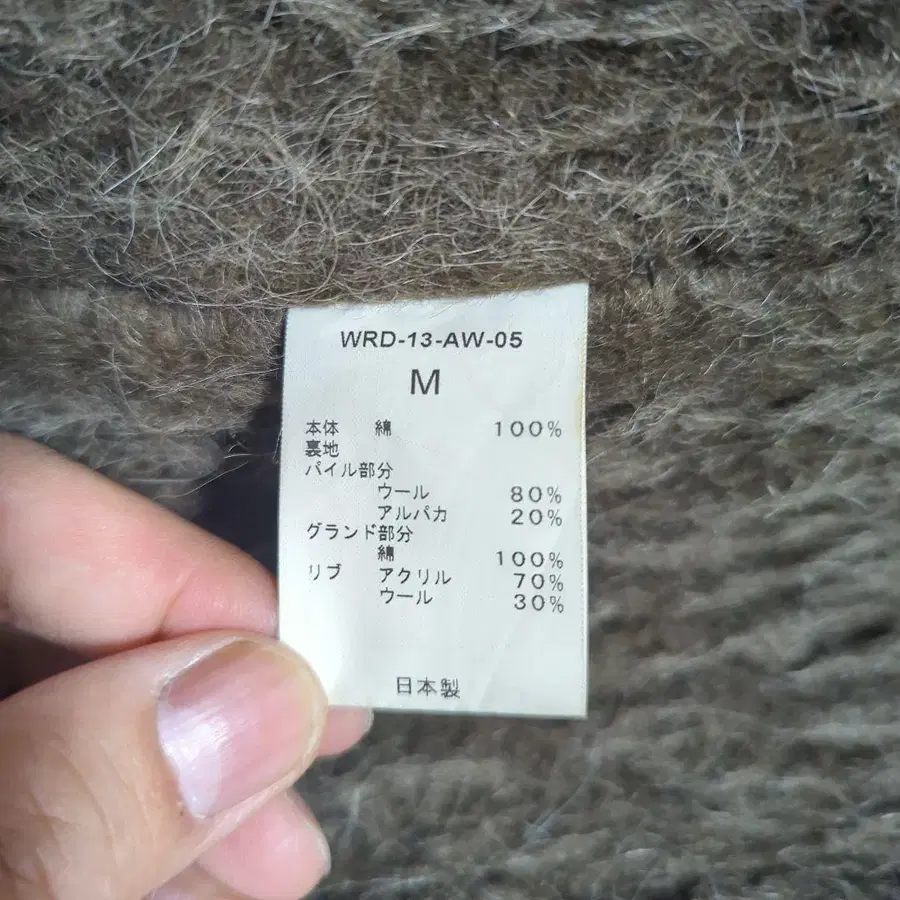 WRD-13-AW-05
M
本体 綿 100%
裏地
パイル部分
ウール 80%
アルパカ 20%
グランド部分
綿 100%
リブ アクリル 70%
ウール 30%
日本製